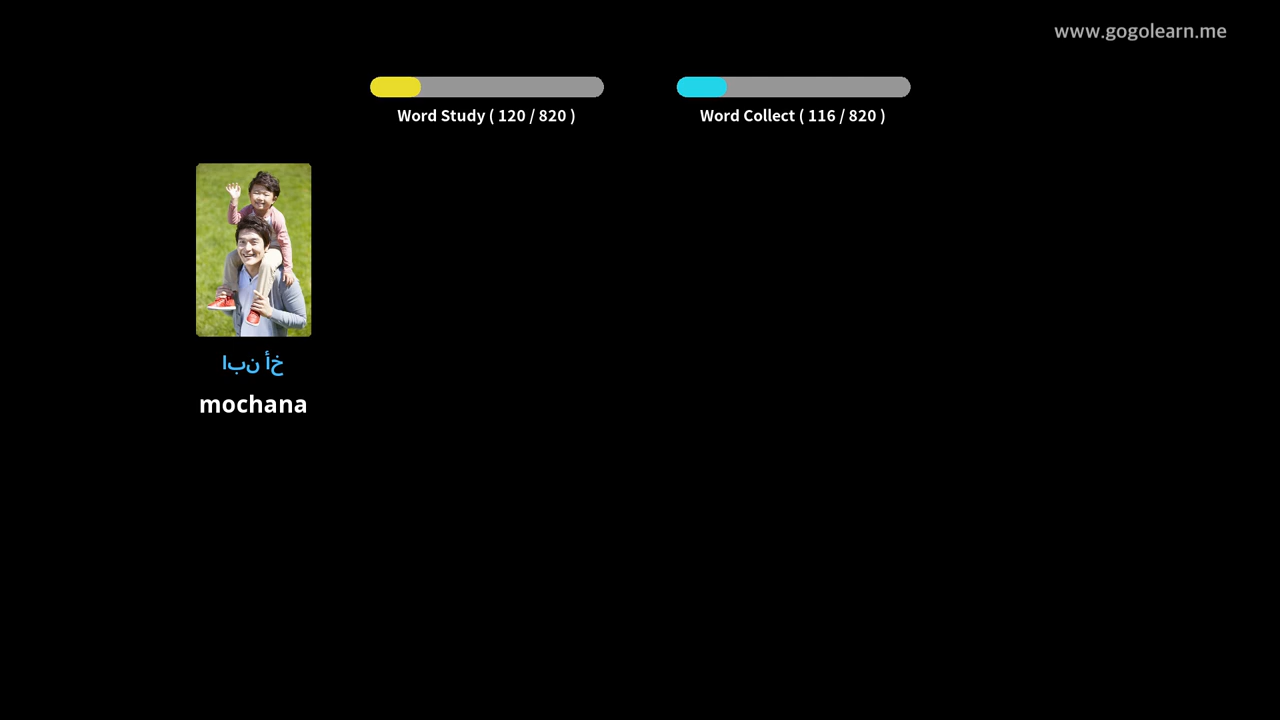 www.gogolearn.me
Word Study ( 120 / 820 )
Word Collect ( 116 / 820 )
ابن أخ
mochana